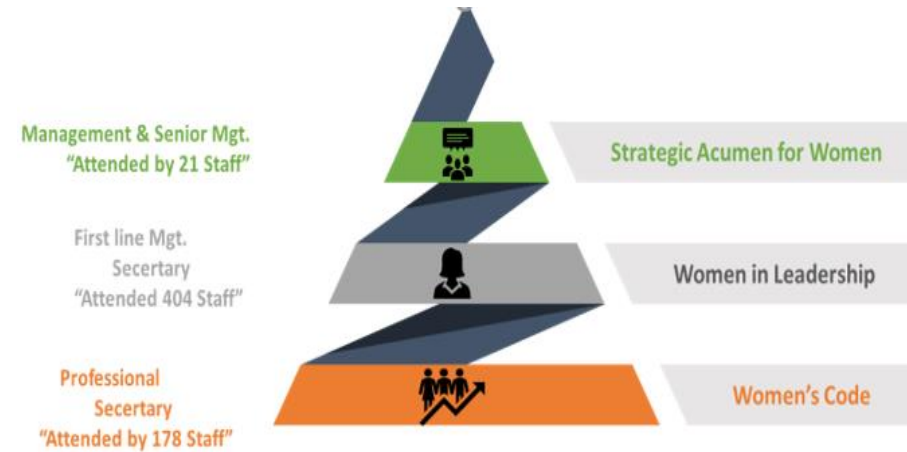 Management & Senior Mgt.
“Attended by 21 Staff”
Strategic Acumen for Women
First line Mgt.
Secertary
“Attended 404 Staff”
Women in Leadership
Professional
Secertary
“Attended by 178 Staff”
Women’s Code